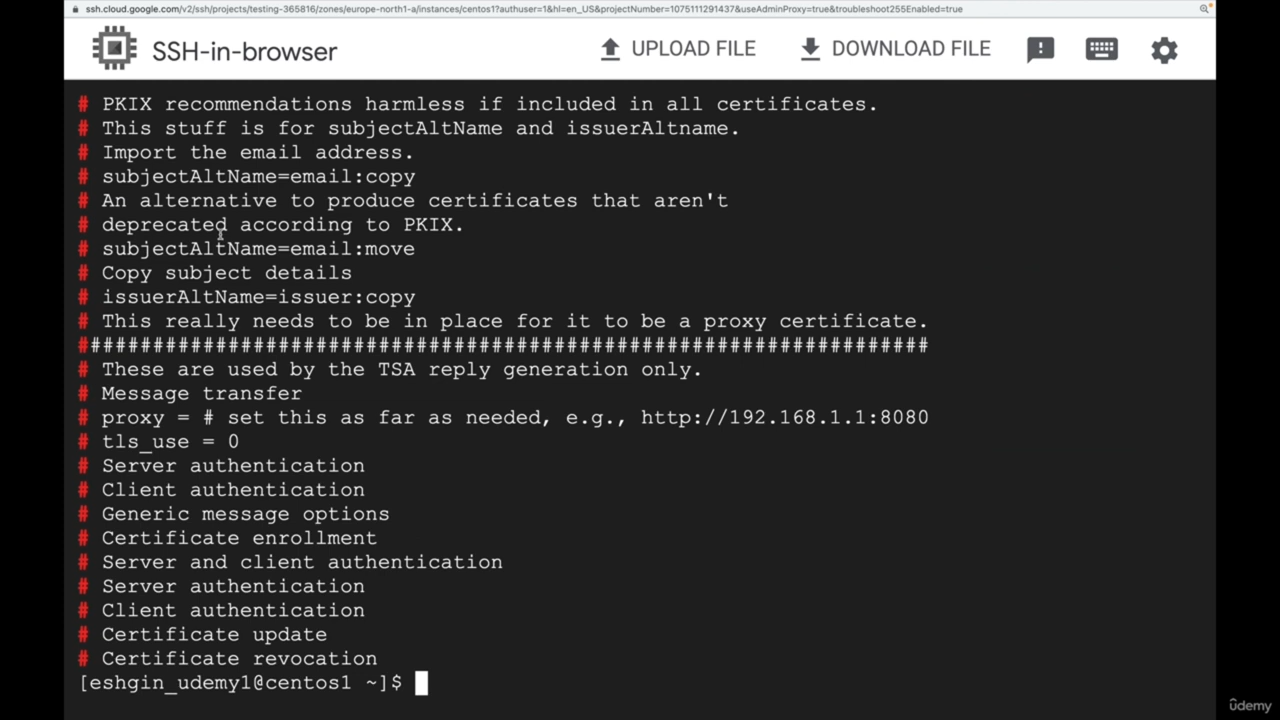 ssh.cloud.google.com/v2/ssh/projects/testing-365816/zones/europe-north1-a/instances/centos1?authuser=1&hl=en_US&projectNumber=1075111291437&useAdminProxy=true&troubleshoot255Enabled=true
SSH-in-browser
UPLOAD FILE
DOWNLOAD FILE
# PKIX recommendations harmless if included in all certificates.
# This stuff is for subjectAltName and issuerAltname.
# Import the email address.
# subjectAltName=email:copy
# An alternative to produce certificates that aren't
# deprecated according to PKIX.
# subjectAltName=email:move
# Copy subject details
# issuerAltName=issuer:copy
# This really needs to be in place for it to be a proxy certificate.
####################################################################
# These are used by the TSA reply generation only.
# Message transfer
# proxy = # set this as far as needed, e.g., http://192.168.1.1:8080
# tls_use = 0
# Server authentication
# Client authentication
# Generic message options
# Certificate enrollment
# Server and client authentication
# Server authentication
# Client authentication
# Certificate update
# Certificate revocation
[eshgin_udemy1@centos1 ~]$
ûdemy